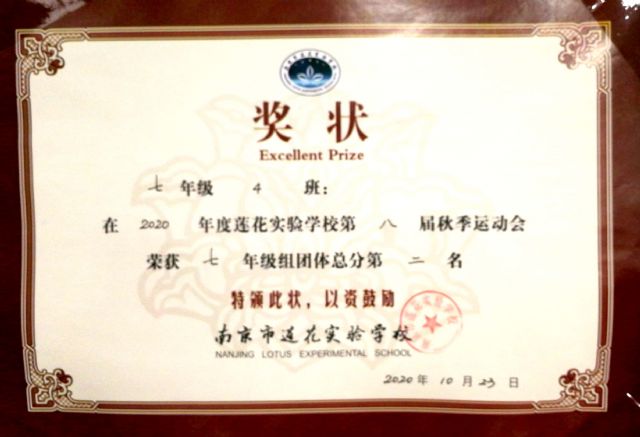 奖状
Excellent Prize
七年级 4 班：
在 2020 年度莲花实验学校第 八 届秋季运动会
荣获 七 年级组团体总分第 二 名
特颁此状，以资鼓励
南京市莲花实验学校
NANJING LOTUS EXPERIMENTAL SCHOOL
2020 年 10 月 23 日